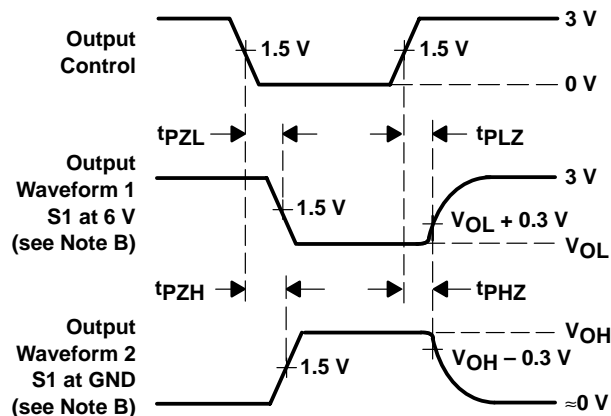 Output
Control
1.5 V
1.5 V
3 V
0 V
tPZL
tPLZ
Output
Waveform 1
S1 at 6 V
(see Note B)
1.5 V
3 V
VOL + 0.3 V
VOL
tPZH
tPHZ
Output
Waveform 2
S1 at GND
(see Note B)
1.5 V
VOH
VOH − 0.3 V
≈0 V